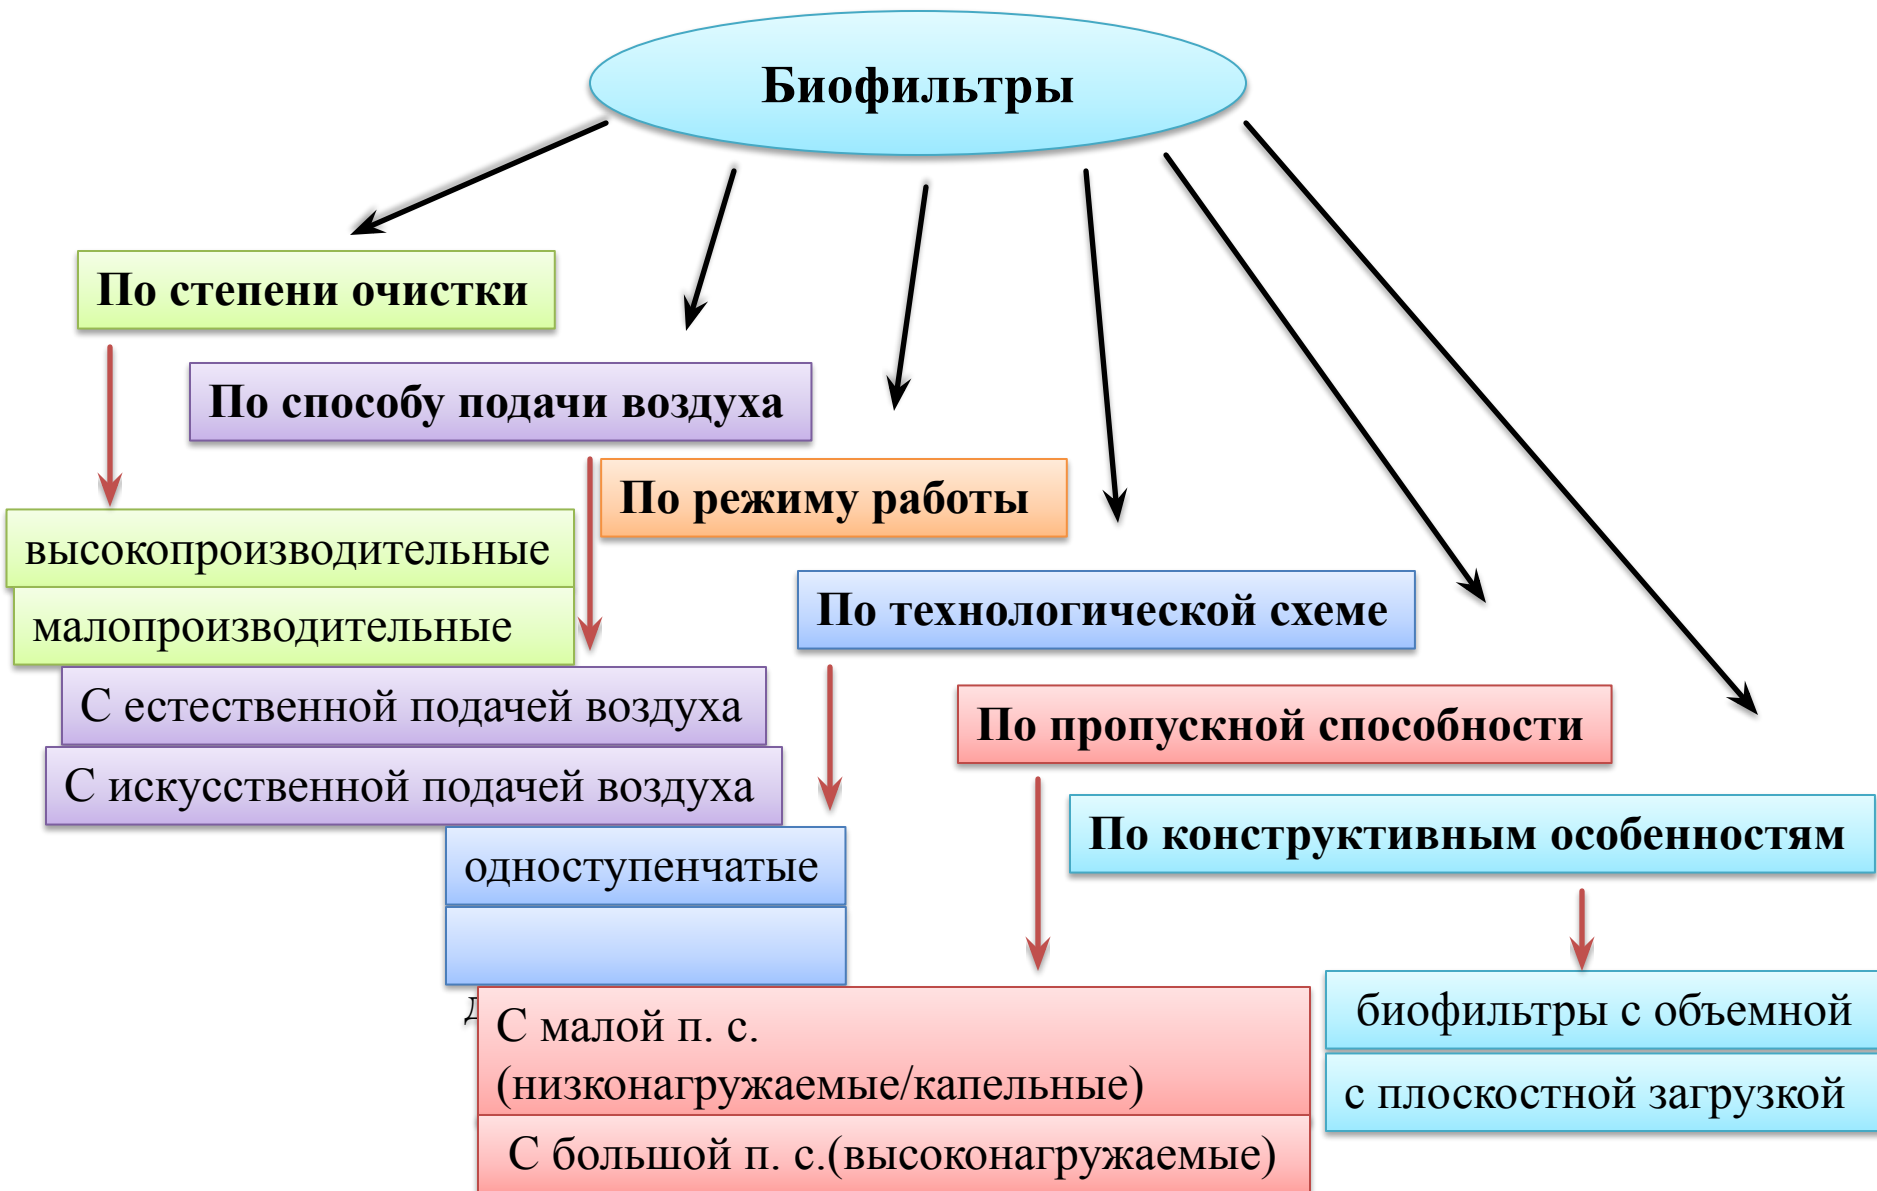 Биофильтры
По степени очистки
По способу подачи воздуха
По режиму работы
высокопроизводительные
По технологической схеме
малопроизводительные
С естественной подачей воздуха
По пропускной способности
С искусственной подачей воздуха
По конструктивным особенностям
одноступенчатые
С малой п. с.
(низконагружаемые/капельные)
биофильтры с объемной
с плоскостной загрузкой
С большой п. с.(высоконагружаемые)